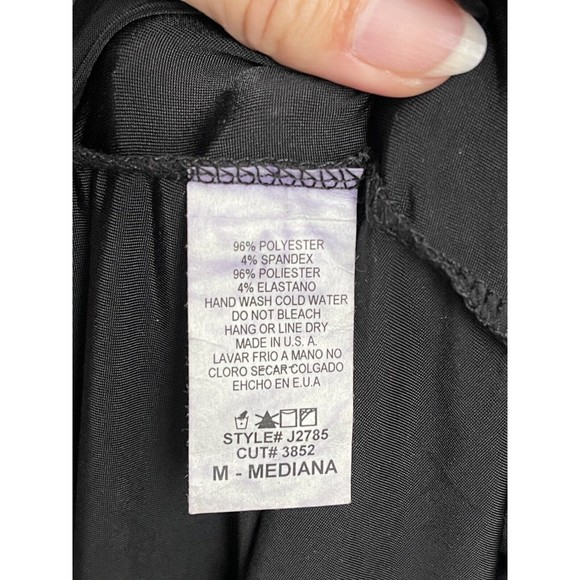 96% POLYESTER
4% SPANDEX
96% POLIESTER
4% ELASTANO
HAND WASH COLD WATER
DO NOT BLEACH
HANG OR LINE DRY
MADE IN U.S. A.
LAVAR FRIO A MANO NO
CLORO SECAR COLGADO
EHCHO EN E.U.A
STYLE# J2785
CUT# 3852
M - MEDIANA